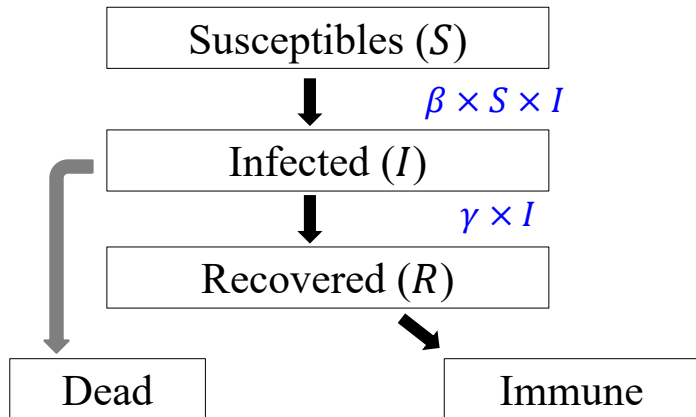 Susceptibles (S)
β × S × I
Infected (I)
γ × I
Recovered (R)
Dead
Immune